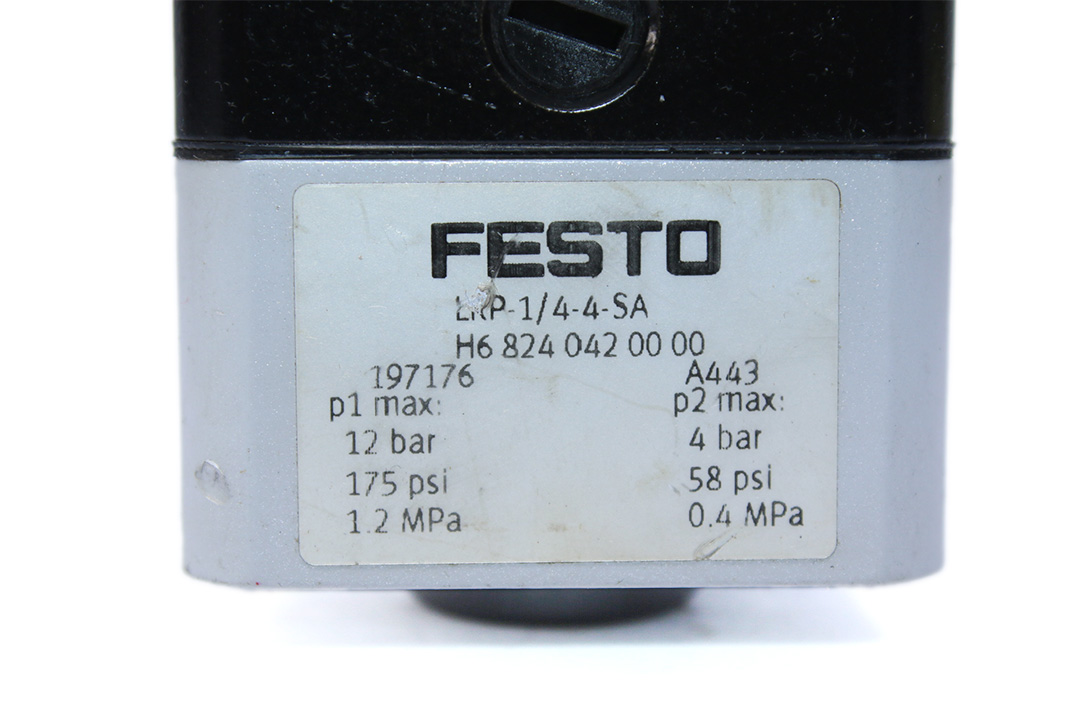 FESTO
LRP-1/4-4-SA
H6 824 042 00 00
197176 A443
p1 max: p2 max:
12 bar 4 bar
175 psi 58 psi
1.2 MPa 0.4 MPa